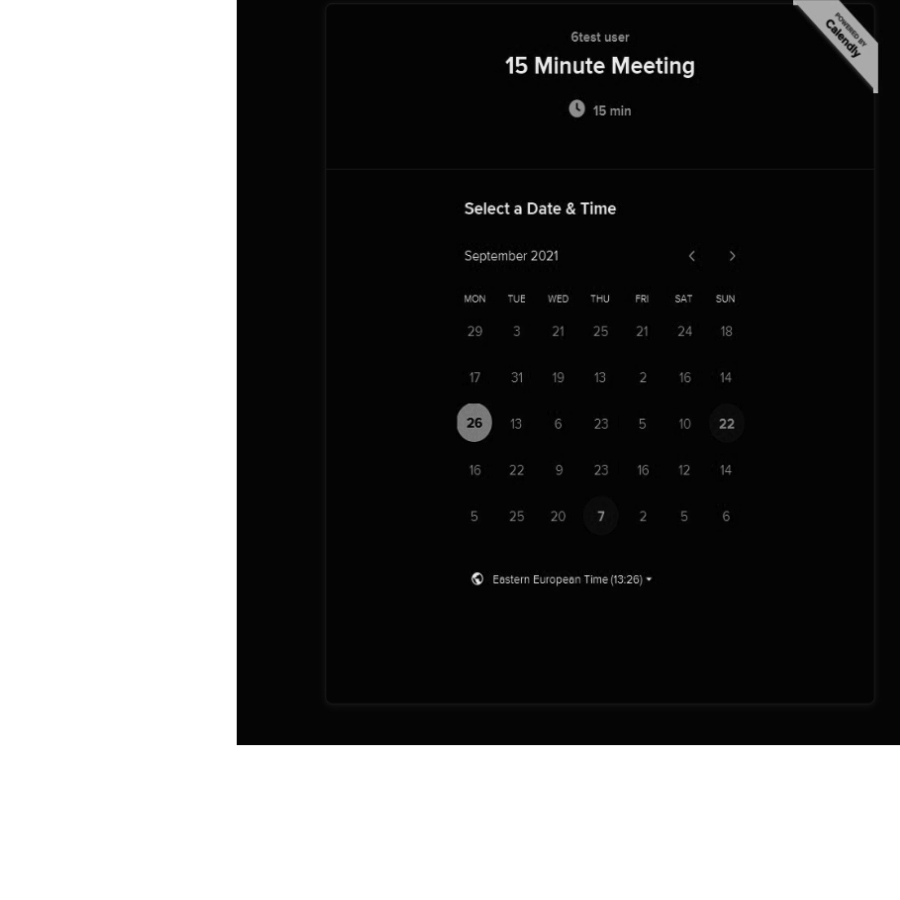 POWERED BY
Calendly
6test user
15 Minute Meeting
15 min
Select a Date & Time
September 2021
MON TUE WED THU FRI SAT SUN
29 3 21 25 21 24 18
17 31 19 13 2 16 14
26 13 6 23 5 10 22
16 22 9 23 16 12 14
5 25 20 7 2 5 6
Eastern European Time (13:26)